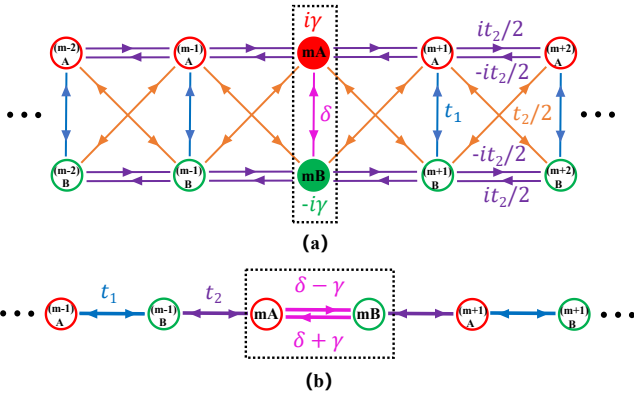 iγ
(m-2) A (m-1) A mA (m+1) A (m+2) A
it₂/2
-it₂/2
••• δ t₁ t₂/2 •••
-it₂/2
it₂/2
(m-2) B (m-1) B mB (m+1) B (m+2) B
-iγ
(a)
t₁ t₂ δ − γ
••• (m-1) A (m-1) B mA mB (m+1) A (m+1) B •••
δ + γ
(b)